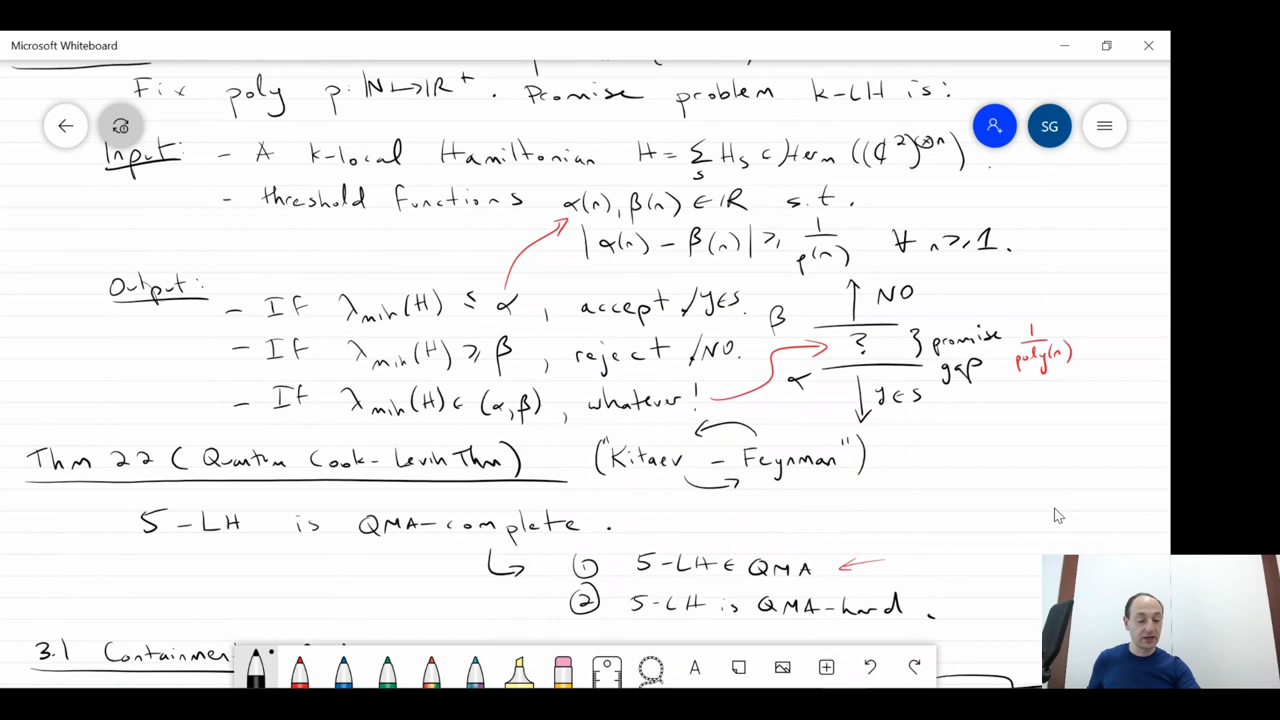 Microsoft Whiteboard
Fix poly p: ℕ ↦ ℝ⁺. Promise problem k-LH is:
SG
Input: - A k-local Hamiltonian H = Σ_S H_S ∈ Herm((ℂ²)^⊗n).
- threshold functions α(n), β(n) ∈ ℝ s.t.
|α(n) - β(n)| ≥ 1/p(n) ∀ n ≥ 1.
Output:
- If λmin(H) ≤ α, accept/YES.
- If λmin(H) ≥ β, reject/NO.
- If λmin(H) ∈ (α,β), whatever!
NO
β
? } promise gap 1/poly(n)
α
YES
Thm 22 (Quantum Cook-Levin Thm) ("Kitaev - Feynman")
5-LH is QMA-complete.
① 5-LH ∈ QMA
② 5-LH is QMA-hard.
3.1 Containmen
A